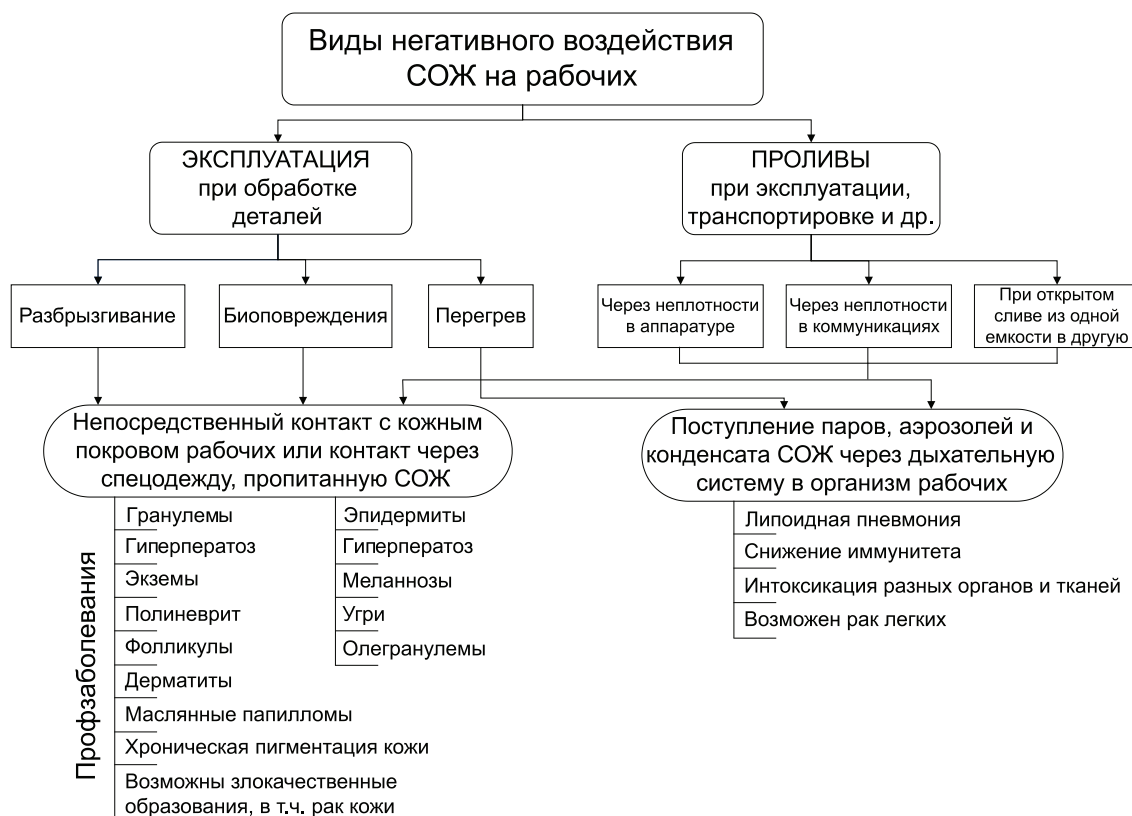 Виды негативного воздействия
СОЖ на рабочих
ЭКСПЛУАТАЦИЯ
при обработке
деталей
ПРОЛИВЫ
при эксплуатации,
транспортировке и др.
Разбрызгивание
Биоповреждения
Перегрев
Через неплотности
в аппаратуре
Через неплотности
в коммуникациях
При открытом
сливе из одной
емкости в другую
Непосредственный контакт с кожным
покровом рабочих или контакт через
спецодежду, пропитанную СОЖ
Поступление паров, аэрозолей и
конденсата СОЖ через дыхательную
систему в организм рабочих
Профзаболевания
Гранулемы
Гиперператоз
Экземы
Полиневрит
Фолликулы
Дерматиты
Маслянные папилломы
Хроническая пигментация кожи
Возможны злокачественные
образования, в т.ч. рак кожи
Эпидермиты
Гиперператоз
Меланнозы
Угри
Олегранулемы
Липоидная пневмония
Снижение иммунитета
Интоксикация разных органов и тканей
Возможен рак легких